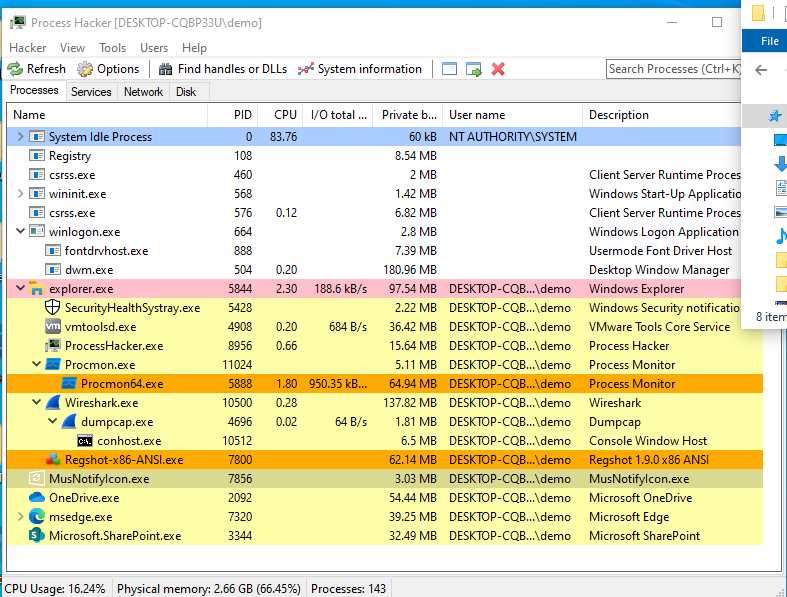 Process Hacker [DESKTOP-CQBP33U\demo]
Hacker View Tools Users Help
Refresh Options Find handles or DLLs System information Search Processes (Ctrl+K)
File
Processes Services Network Disk
Name PID CPU I/O total ... Private b... User name Description
System Idle Process 0 83.76 60 kB NT AUTHORITY\SYSTEM
Registry 108 8.54 MB
csrss.exe 460 2 MB Client Server Runtime Proces
wininit.exe 568 1.42 MB Windows Start-Up Applicatio
csrss.exe 576 0.12 6.82 MB Client Server Runtime Proces
winlogon.exe 664 2.8 MB Windows Logon Application
fontdrvhost.exe 888 7.39 MB Usermode Font Driver Host
dwm.exe 504 0.20 180.96 MB Desktop Window Manager
explorer.exe 5844 2.30 188.6 kB/s 97.54 MB DESKTOP-CQB...\demo Windows Explorer
SecurityHealthSystray.exe 5428 2.22 MB DESKTOP-CQB...\demo Windows Security notificatio
vmtoolsd.exe 4908 0.20 684 B/s 36.42 MB DESKTOP-CQB...\demo VMware Tools Core Service
8 item
ProcessHacker.exe 8956 0.66 15.64 MB DESKTOP-CQB...\demo Process Hacker
Procmon.exe 11024 5.11 MB DESKTOP-CQB...\demo Process Monitor
Procmon64.exe 5888 1.80 950.35 kB... 64.94 MB DESKTOP-CQB...\demo Process Monitor
Wireshark.exe 10500 0.28 137.82 MB DESKTOP-CQB...\demo Wireshark
dumpcap.exe 4696 0.02 64 B/s 1.81 MB DESKTOP-CQB...\demo Dumpcap
conhost.exe 10512 6.5 MB DESKTOP-CQB...\demo Console Window Host
Regshot-x86-ANSI.exe 7800 62.14 MB DESKTOP-CQB...\demo Regshot 1.9.0 x86 ANSI
MusNotifyIcon.exe 7856 3.03 MB DESKTOP-CQB...\demo MusNotifyIcon.exe
OneDrive.exe 2092 54.44 MB DESKTOP-CQB...\demo Microsoft OneDrive
msedge.exe 7320 39.25 MB DESKTOP-CQB...\demo Microsoft Edge
Microsoft.SharePoint.exe 3344 32.49 MB DESKTOP-CQB...\demo Microsoft SharePoint
CPU Usage: 16.24% Physical memory: 2.66 GB (66.45%) Processes: 143